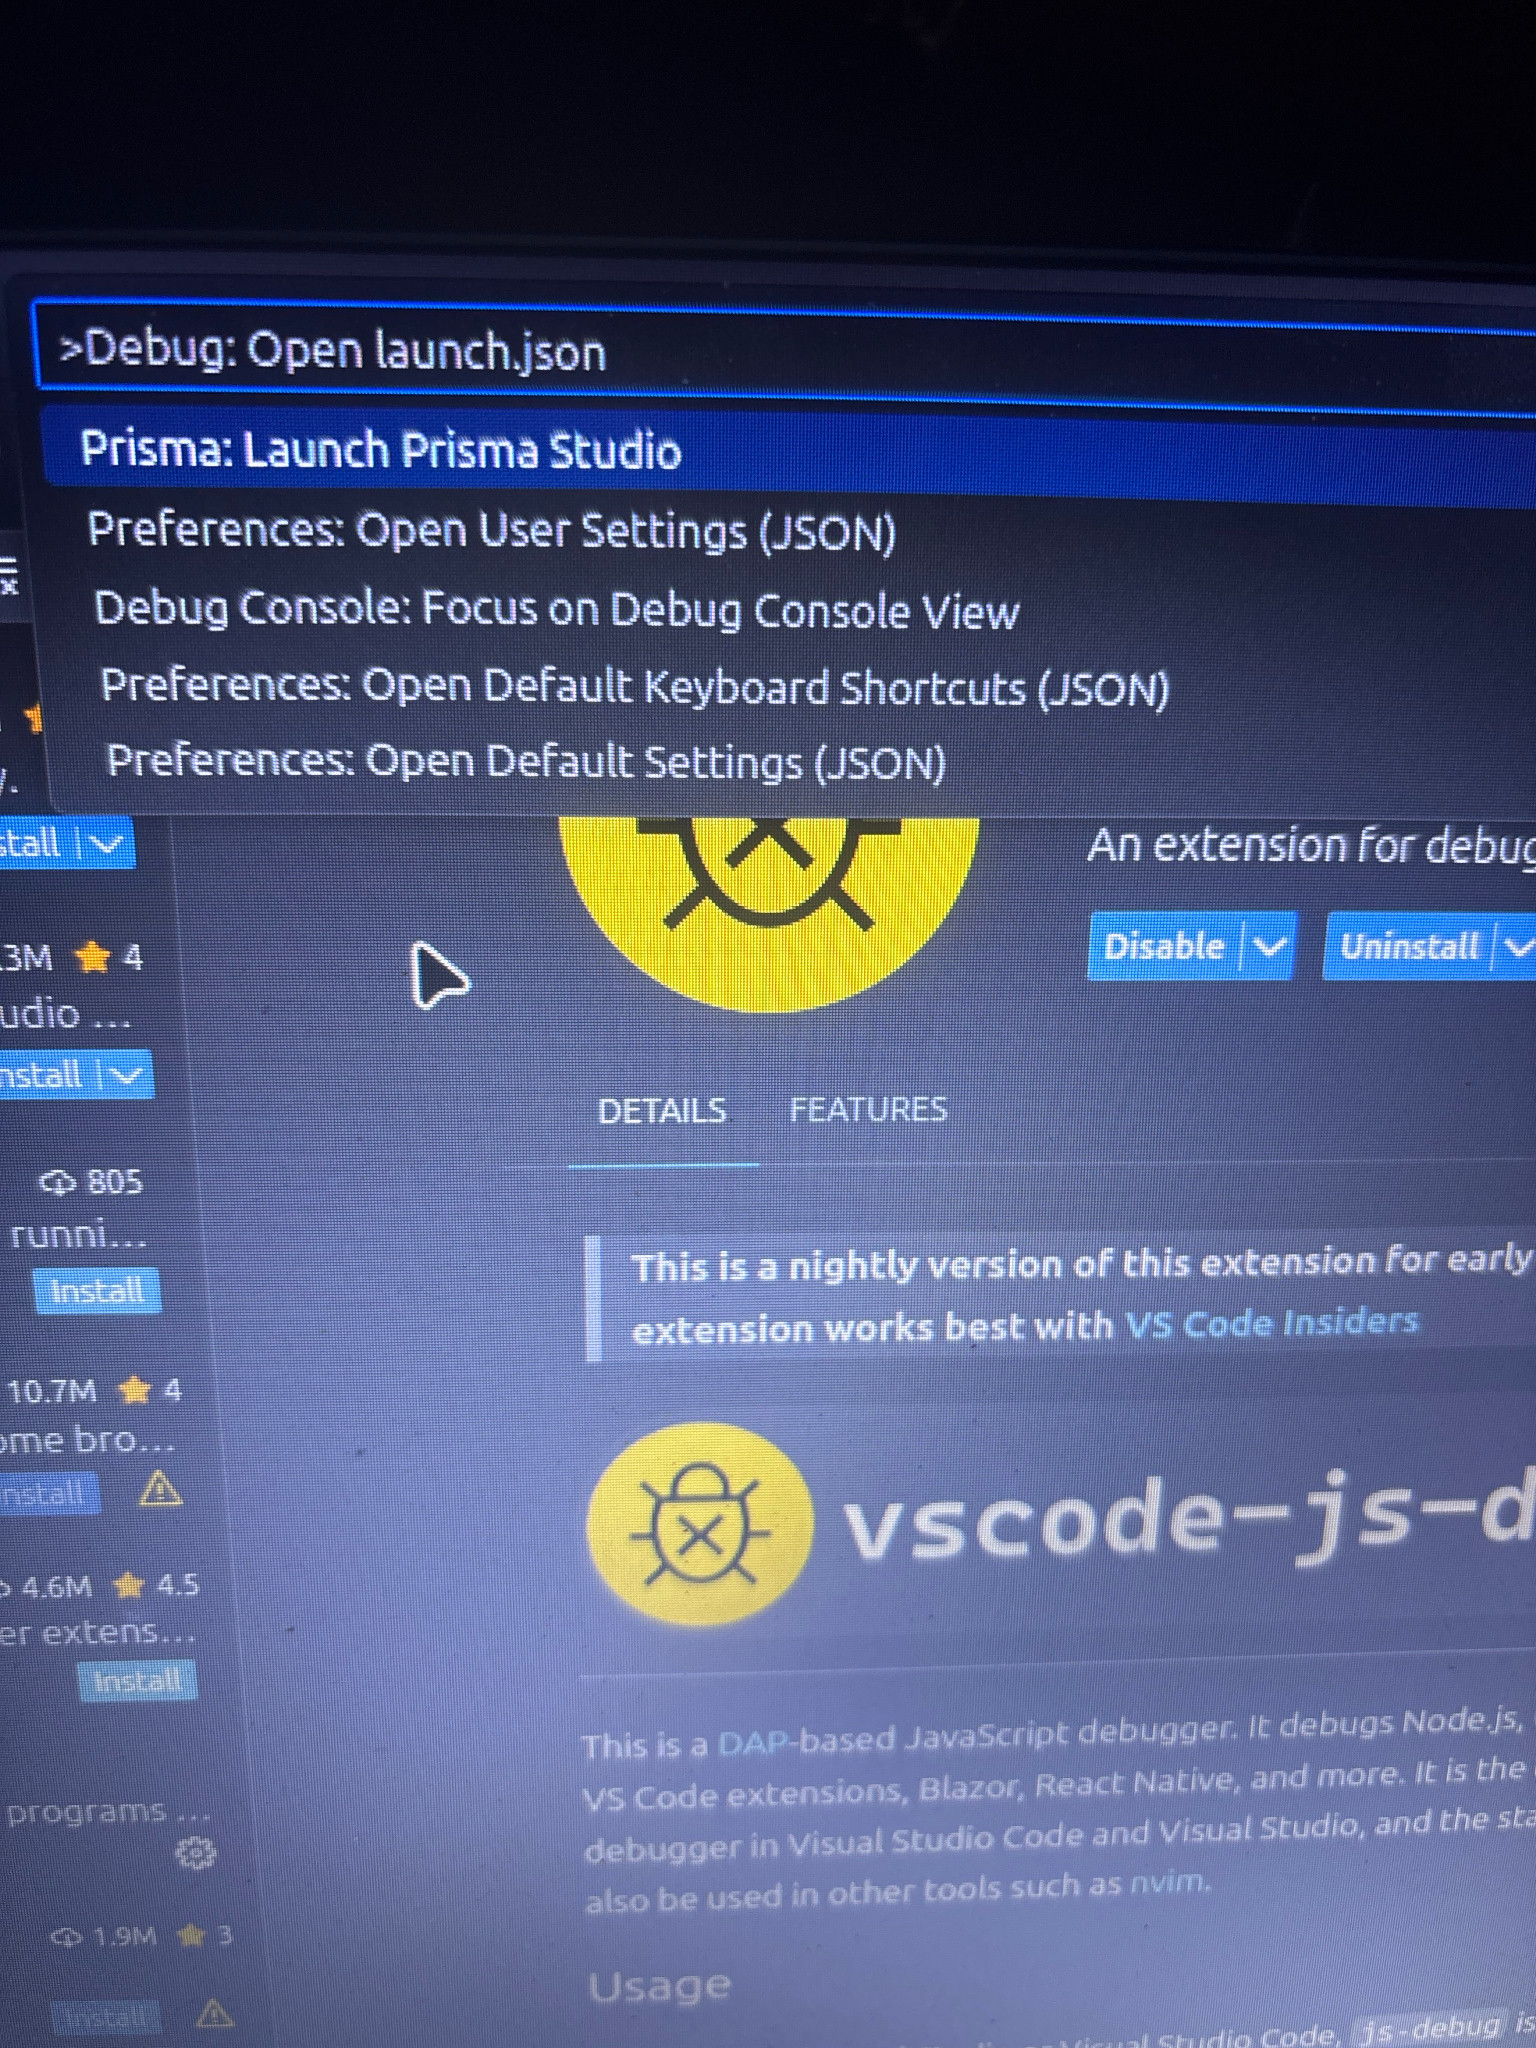 >Debug: Open launch.json
Prisma: Launch Prisma Studio
Preferences: Open User Settings (JSON)
Debug Console: Focus on Debug Console View
Preferences: Open Default Keyboard Shortcuts (JSON)
Preferences: Open Default Settings (JSON)
y.
stall
.3M 4
udio ...
nstall
805
runni...
Install
10.7M 4
ome bro...
nstall
4.6M 4.5
er extens...
Install
programs ...
1.9M 3
Install
An extension for debug
Disable Uninstall
DETAILS FEATURES
This is a nightly version of this extension for early
extension works best with VS Code Insiders
vscode-js-d
This is a DAP-based JavaScript debugger. It debugs Node.js,
VS Code extensions, Blazor, React Native, and more. It is the
debugger in Visual Studio Code and Visual Studio, and the sta
also be used in other tools such as nvim.
Usage
Visual Studio Code, js-debug is